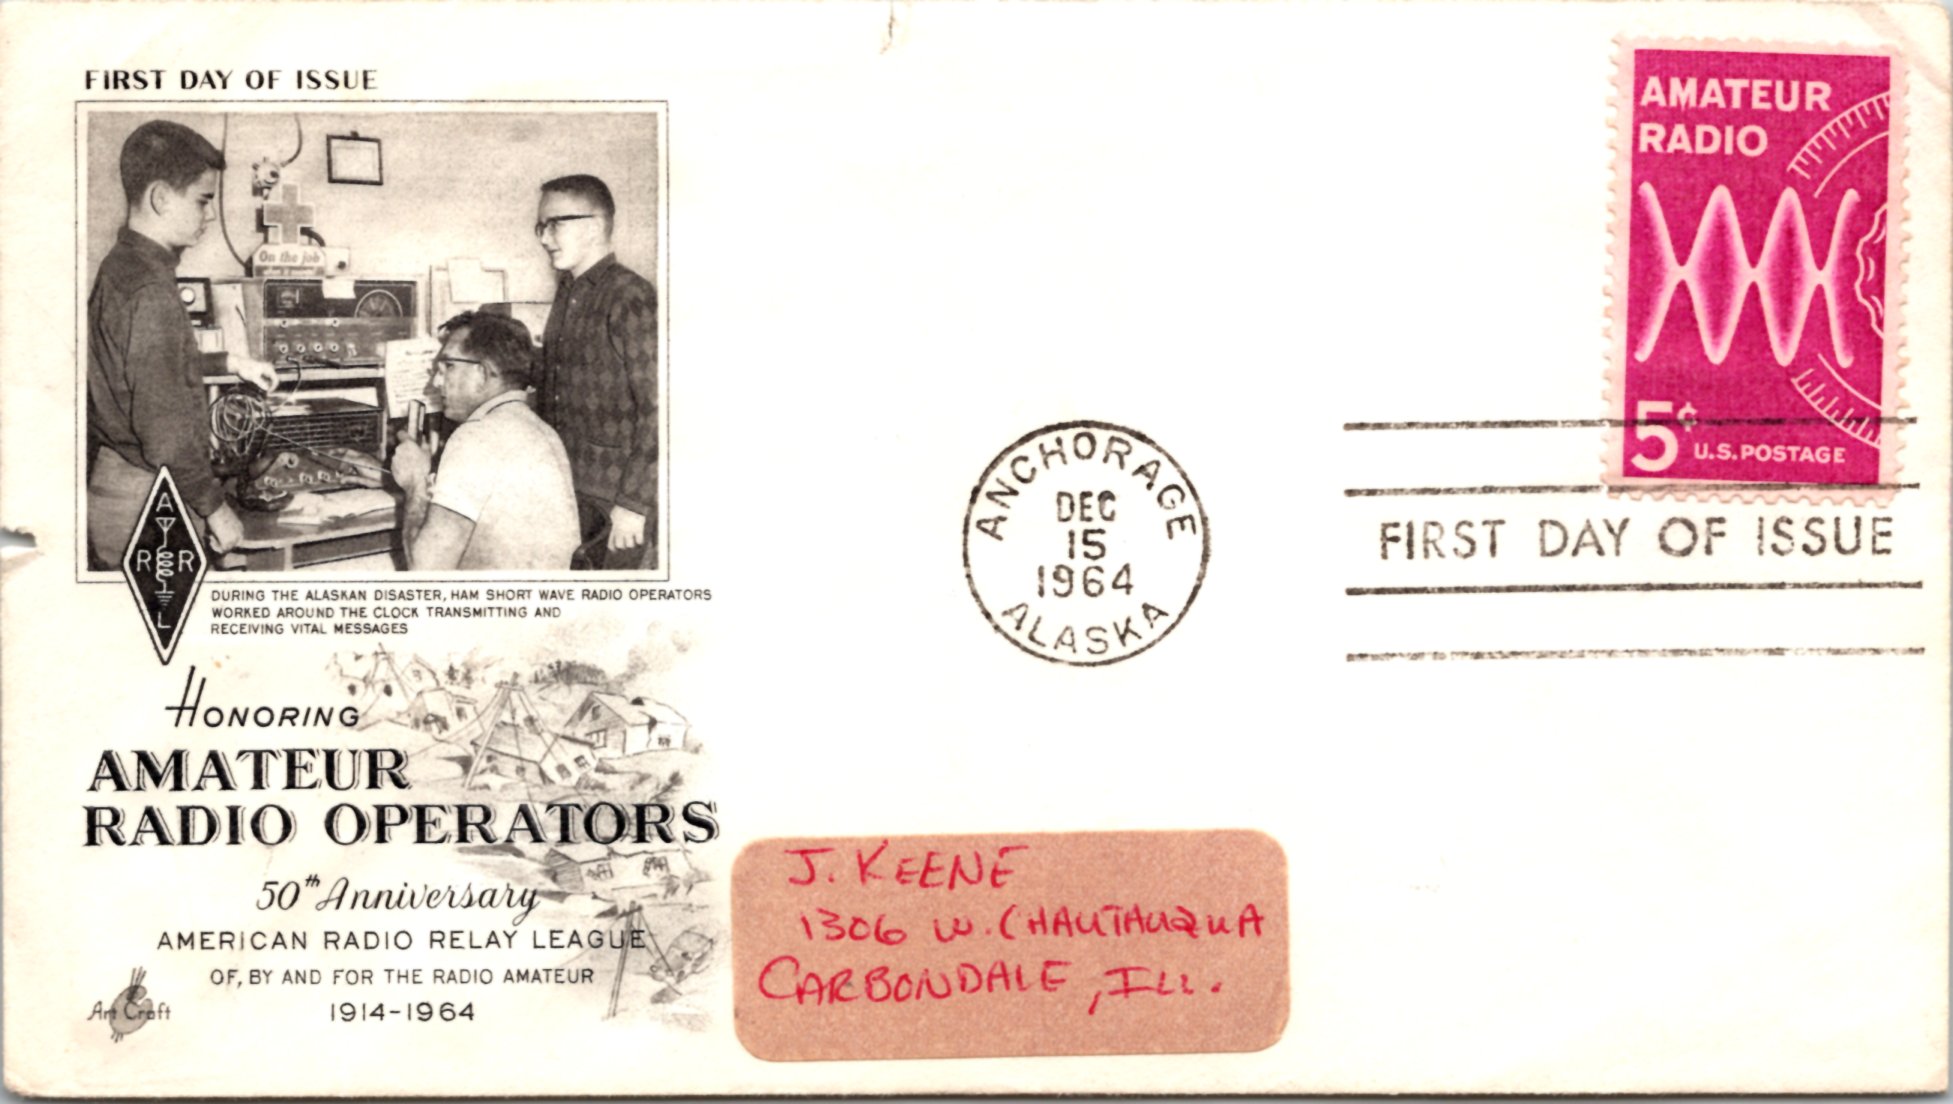 FIRST DAY OF ISSUE
On the job
A
R R
L
DURING THE ALASKAN DISASTER, HAM SHORT WAVE RADIO OPERATORS
WORKED AROUND THE CLOCK TRANSMITTING AND
RECEIVING VITAL MESSAGES
HONORING
AMATEUR
RADIO OPERATORS
50th Anniversary
AMERICAN RADIO RELAY LEAGUE
OF, BY AND FOR THE RADIO AMATEUR
1914-1964
Art Craft
ANCHORAGE
DEC
15
1964
ALASKA
AMATEUR
RADIO
5¢
U.S. POSTAGE
FIRST DAY OF ISSUE
J. KEENE
1306 W. CHAUTAUQUA
CARBONDALE, ILL.